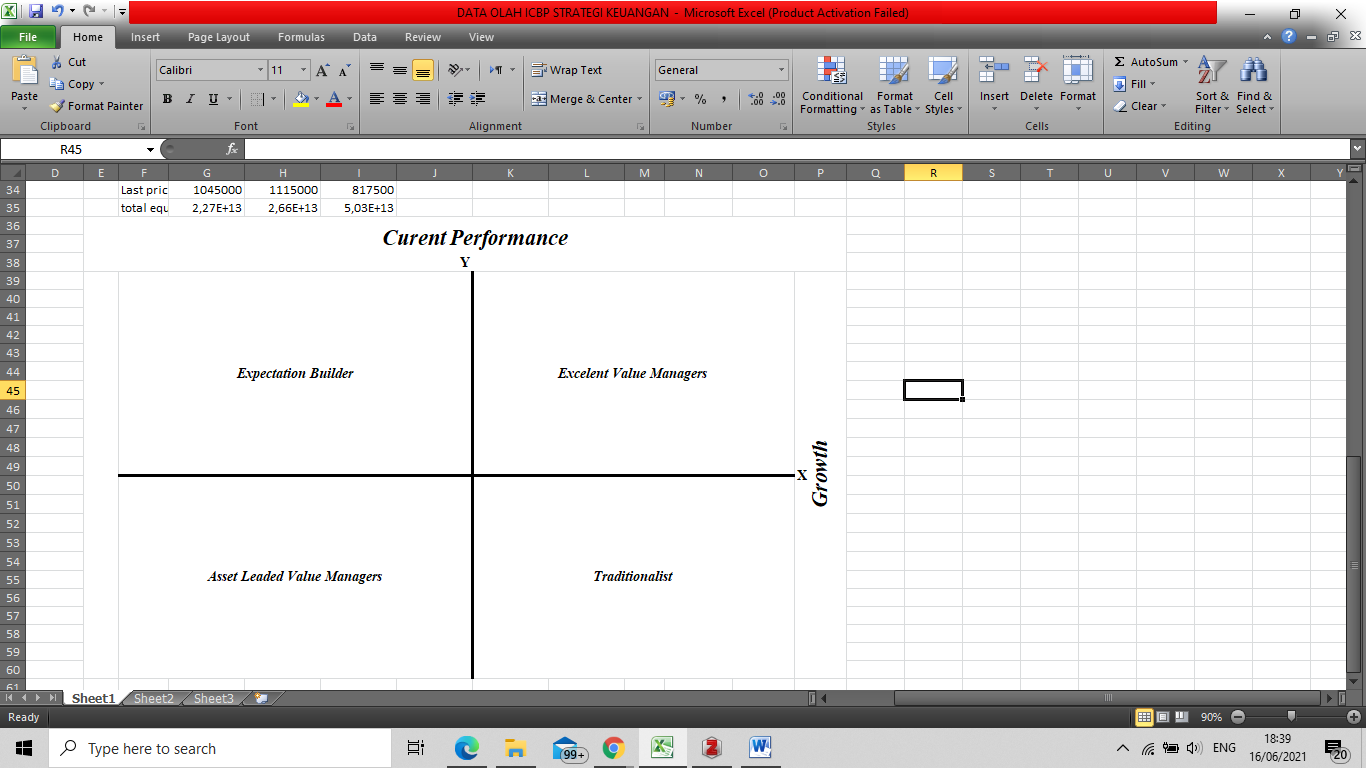 DATA OLAH ICBP STRATEGI KEUANGAN - Microsoft Excel (Product Activation Failed)
File Home Insert Page Layout Formulas Data Review View
Paste
Cut
Copy
Format Painter
Calibri 11
B I U
Wrap Text
Merge & Center
General
Conditional Formatting
Format as Table
Cell Styles
Insert Delete Format
AutoSum
Fill
Clear
Sort & Filter
Find & Select
Clipboard Font Alignment Number Styles Cells Editing
R45 fx
D E F G H I J K L M N O P Q R S T U V W X Y
34 Last pric 1045000 1115000 817500
35 total equ 2,27E+13 2,66E+13 5,03E+13
36
37
38
39
40
41
42
43
44
45
46
47
48
49
50
51
52
53
54
55
56
57
58
59
60
61
Curent Performance
Y
Expectation Builder
Excelent Value Managers
X
Growth
Asset Leaded Value Managers
Traditionalist
Sheet1 Sheet2 Sheet3
Ready 90%
Type here to search
99+
ENG
18:39
16/06/2021
20